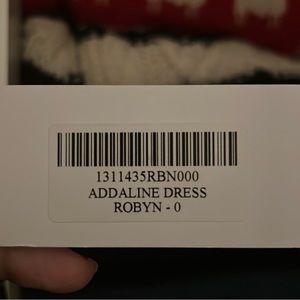 1311435RBN000
ADDALINE DRESS
ROBYN - 0